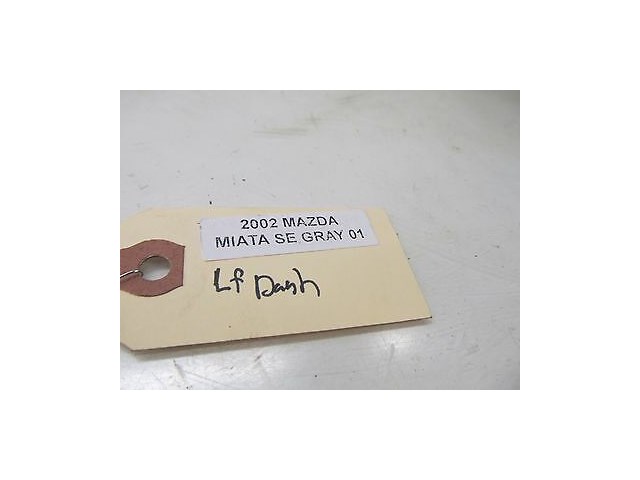 2002 MAZDA
MIATA SE GRAY 01
Lf Dash